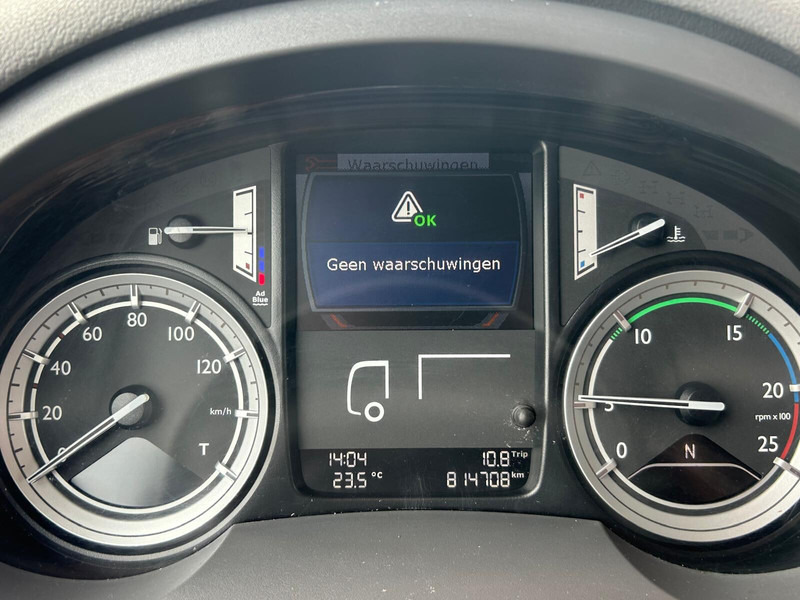 Waarschuwingen
OK
Geen waarschuwingen
Ad
Blue
0
20
40
60
80
100
120
km/h
T
14:04
10.8 Trip
23.5 °C
814708 km
0
5
10
15
20
25
rpm x 100
N